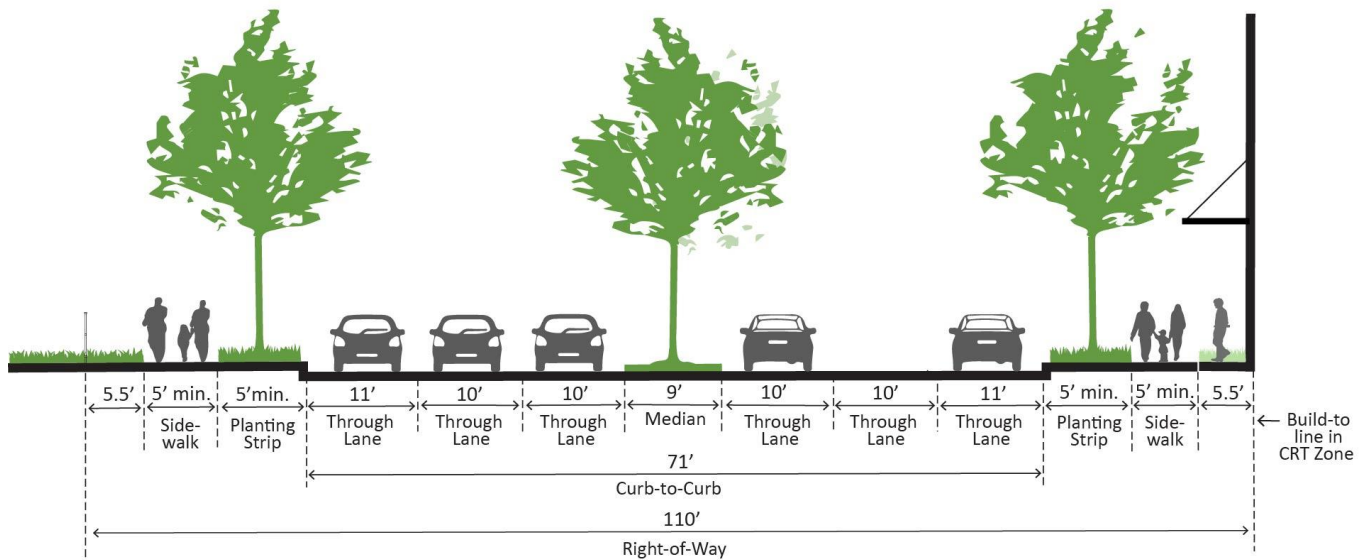 5.5’ 5’ min. 5’min. 11’ 10’ 10’ 9’ 10’ 10’ 11’ 5’ min. 5’ min. 5.5’
Side-
walk
Planting
Strip
Through
Lane
Through
Lane
Through
Lane
Median
Through
Lane
Through
Lane
Through
Lane
Planting
Strip
Side-
walk
Build-to
line in
CRT Zone
71’
Curb-to-Curb
110’
Right-of-Way